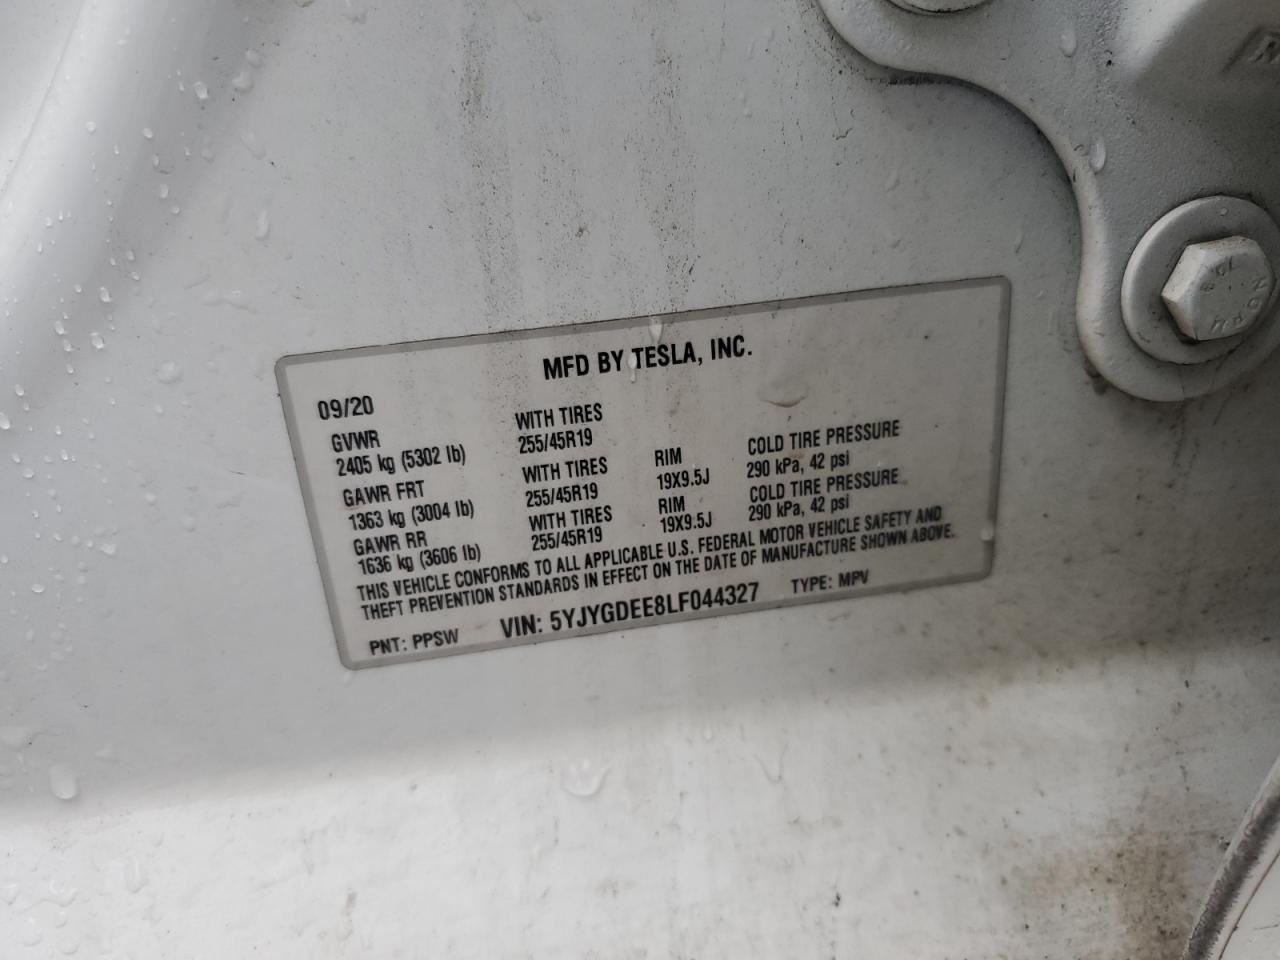 MFD BY TESLA, INC.
09/20
GVWR WITH TIRES
2405 kg (5302 lb) 255/45R19
GAWR FRT WITH TIRES RIM COLD TIRE PRESSURE
1363 kg (3004 lb) 255/45R19 19X9.5J 290 kPa, 42 psi
GAWR RR WITH TIRES RIM COLD TIRE PRESSURE
1636 kg (3606 lb) 255/45R19 19X9.5J 290 kPa, 42 psi
THIS VEHICLE CONFORMS TO ALL APPLICABLE U.S. FEDERAL MOTOR VEHICLE SAFETY AND
THEFT PREVENTION STANDARDS IN EFFECT ON THE DATE OF MANUFACTURE SHOWN ABOVE.
PNT: PPSW VIN: 5YJYGDEE8LF044327 TYPE: MPV